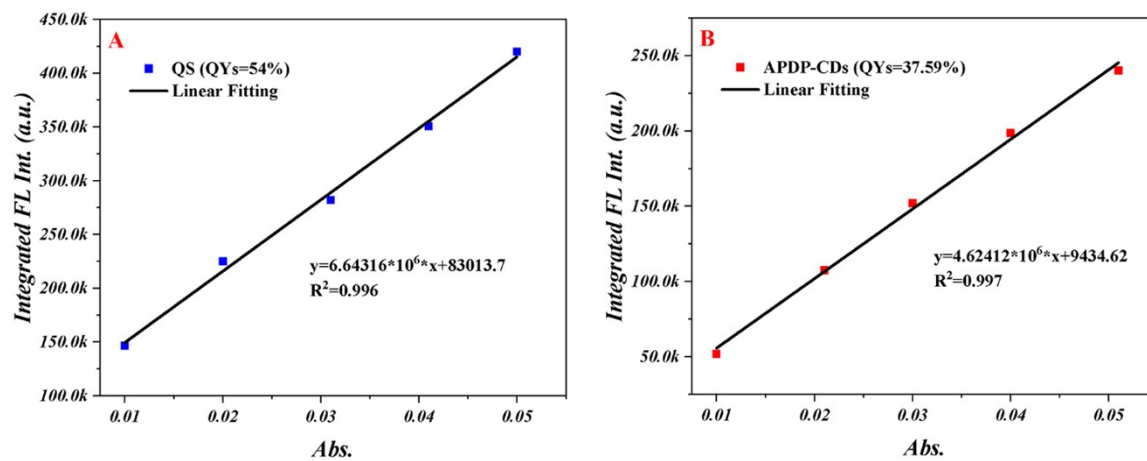 A
QS (QYs=54%)
Linear Fitting
y=6.64316*10⁶*x+83013.7
R²=0.996
450.0k
400.0k
350.0k
300.0k
250.0k
200.0k
150.0k
100.0k
Integrated FL Int. (a.u.)
0.01 0.02 0.03 0.04 0.05
Abs.
B
APDP-CDs (QYs=37.59%)
Linear Fitting
y=4.62412*10⁶*x+9434.62
R²=0.997
250.0k
200.0k
150.0k
100.0k
50.0k
Integrated FL Int. (a.u.)
0.01 0.02 0.03 0.04 0.05
Abs.